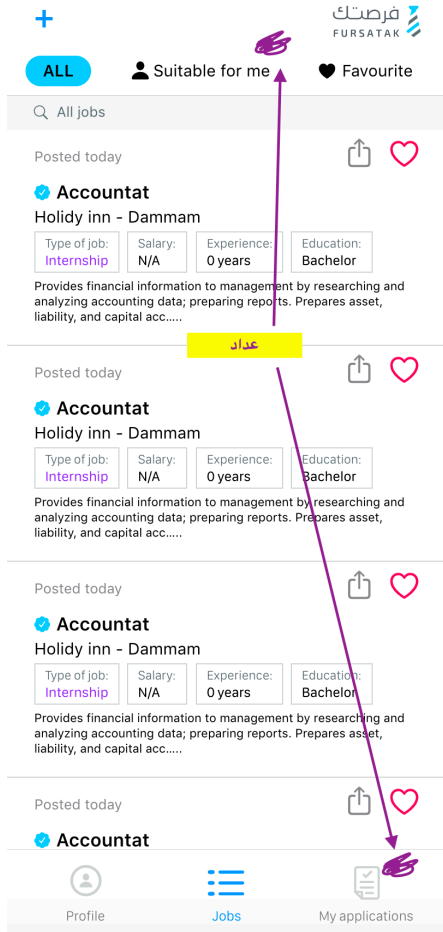 +
فرصتك
FURSATAK
ALL
Suitable for me
Favourite
All jobs
Posted today
Accountat
Holidy inn - Dammam
Type of job: Salary: Experience: Education:
Internship N/A 0 years Bachelor
Provides financial information to management by researching and
analyzing accounting data; preparing reports. Prepares asset,
liability, and capital acc.....
عداد
Posted today
Accountat
Holidy inn - Dammam
Type of job: Salary: Experience: Education:
Internship N/A 0 years Bachelor
Provides financial information to management by researching and
analyzing accounting data; preparing reports. Prepares asset,
liability, and capital acc.....
Posted today
Accountat
Holidy inn - Dammam
Type of job: Salary: Experience: Education:
Internship N/A 0 years Bachelor
Provides financial information to management by researching and
analyzing accounting data; preparing reports. Prepares asset,
liability, and capital acc.....
Posted today
Accountat
Profile Jobs My applications